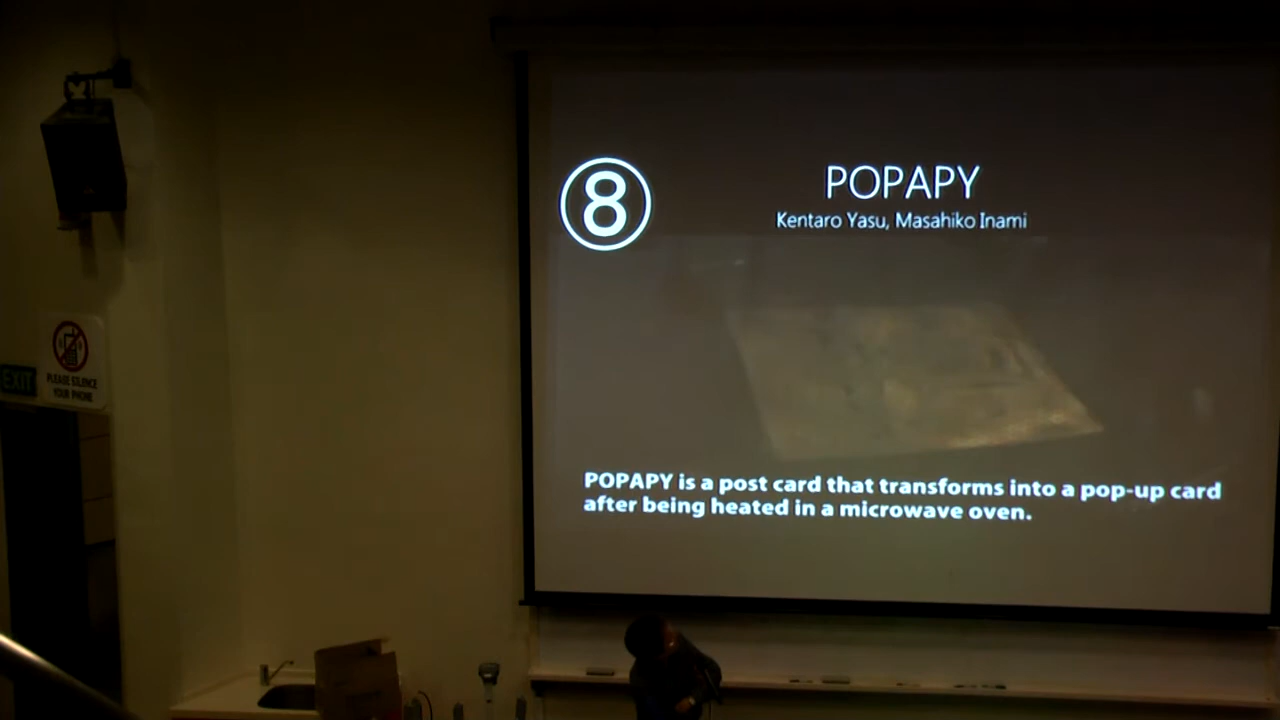 8
POPAPY
Kentaro Yasu, Masahiko Inami
POPAPY is a post card that transforms into a pop-up card
after being heated in a microwave oven.
EXIT
PLEASE SILENCE
YOUR PHONE